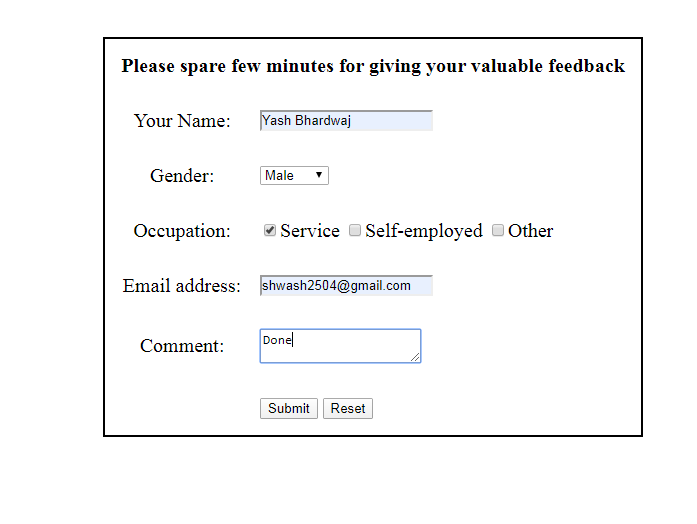 Please spare few minutes for giving your valuable feedback
Your Name: Yash Bhardwaj
Gender: Male
Occupation: Service Self-employed Other
Email address: shwash2504@gmail.com
Comment: Done
Submit Reset